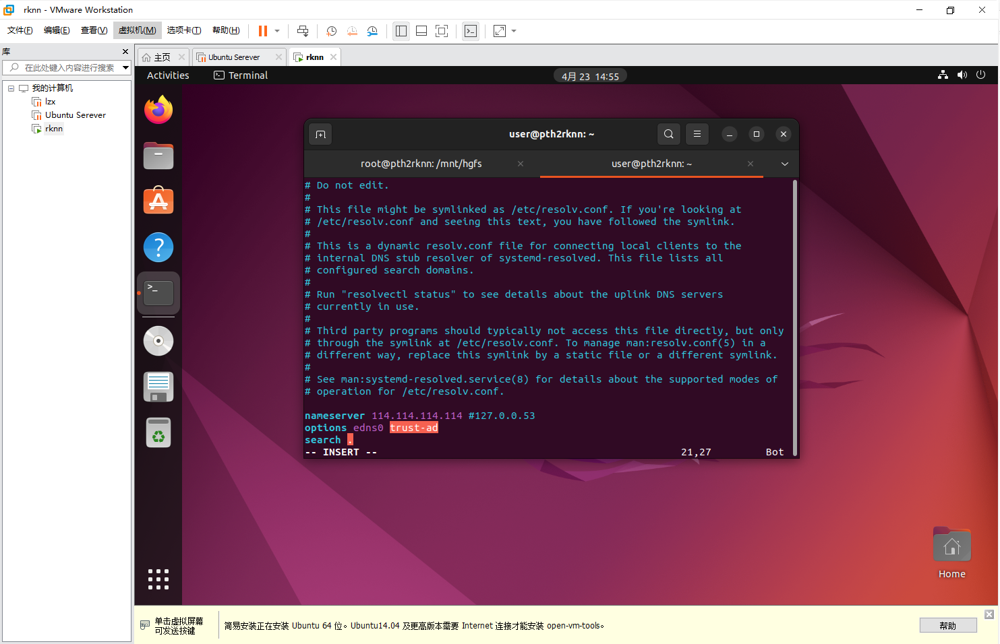 rknn - VMware Workstation
文件(F) 编辑(E) 查看(V) 虚拟机(M) 选项卡(T) 帮助(H)
库
在此处键入内容进行搜索
我的计算机
lzx
Ubuntu Serever
rknn
主页 Ubuntu Serever rknn
Activities Terminal 4月 23 14:55
user@pth2rknn: ~
root@pth2rknn: /mnt/hgfs user@pth2rknn: ~
# Do not edit.
#
# This file might be symlinked as /etc/resolv.conf. If you're looking at
# /etc/resolv.conf and seeing this text, you have followed the symlink.
#
# This is a dynamic resolv.conf file for connecting local clients to the
# internal DNS stub resolver of systemd-resolved. This file lists all
# configured search domains.
#
# Run "resolvectl status" to see details about the uplink DNS servers
# currently in use.
#
# Third party programs should typically not access this file directly, but only
# through the symlink at /etc/resolv.conf. To manage man:resolv.conf(5) in a
# different way, replace this symlink by a static file or a different symlink.
#
# See man:systemd-resolved.service(8) for details about the supported modes of
# operation for /etc/resolv.conf.
nameserver 114.114.114.114 #127.0.0.53
options edns0 trust-ad
search .
-- INSERT -- 21,27 Bot
Home
单击虚拟屏幕
可发送按键
简易安装正在安装 Ubuntu 64 位。Ubuntu14.04 及更高版本需要 Internet 连接才能安装 open-vm-tools。
帮助